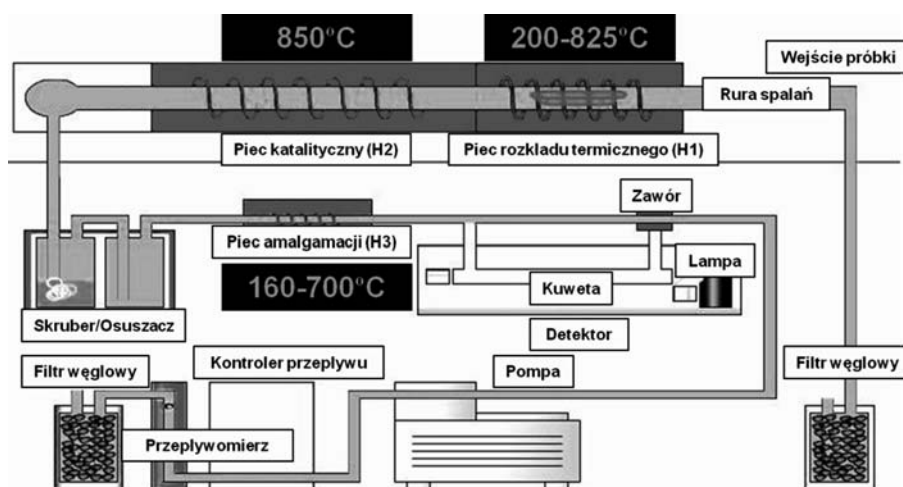 850°C
200-825°C
Wejście próbki
Rura spalań
Piec katalityczny (H2)
Piec rozkładu termicznego (H1)
Zawór
Piec amalgamacji (H3)
Lampa
160-700°C
Kuweta
Skruber/Osuszacz
Detektor
Filtr węglowy
Kontroler przepływu
Pompa
Filtr węglowy
Przepływomierz